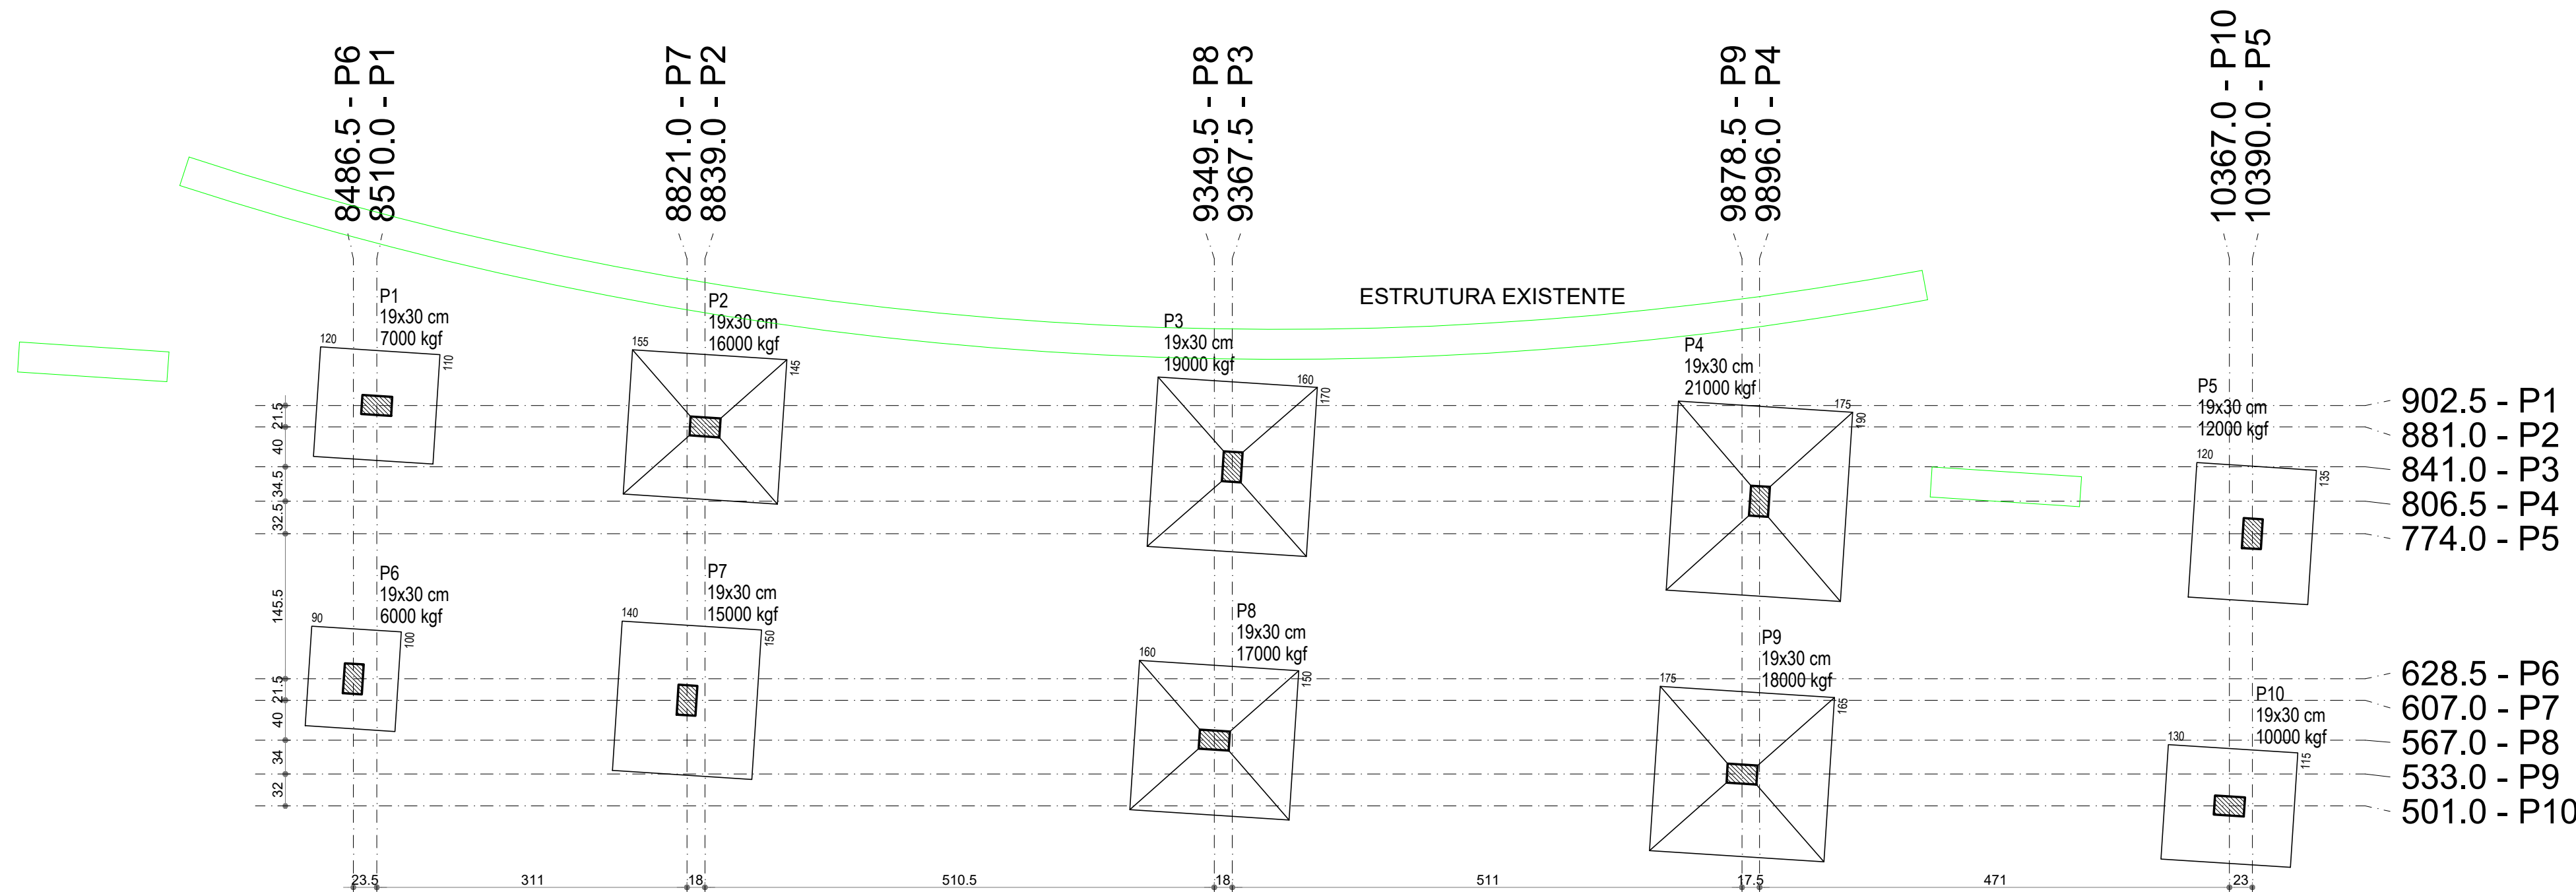 8486.5 - P6
8510.0 - P1
8821.0 - P7
8839.0 - P2
9349.5 - P8
9367.5 - P3
9878.5 - P9
9896.0 - P4
10367.0 - P10
10390.0 - P5
ESTRUTURA EXISTENTE
P1
19x30 cm
7000 kgf
120
110
P2
19x30 cm
16000 kgf
155
145
P3
19x30 cm
19000 kgf
160
170
P4
19x30 cm
21000 kgf
175
190
P5
19x30 cm
12000 kgf
120
135
902.5 - P1
881.0 - P2
841.0 - P3
806.5 - P4
774.0 - P5
21.5
40
34.5
32.5
145.5
21.5
40
34
32
P6
19x30 cm
6000 kgf
90
100
P7
19x30 cm
15000 kgf
140
150
P8
19x30 cm
17000 kgf
160
150
P9
19x30 cm
18000 kgf
175
165
P10
19x30 cm
10000 kgf
130
115
628.5 - P6
607.0 - P7
567.0 - P8
533.0 - P9
501.0 - P10
23.5
311
18
510.5
18
511
17.5
471
23